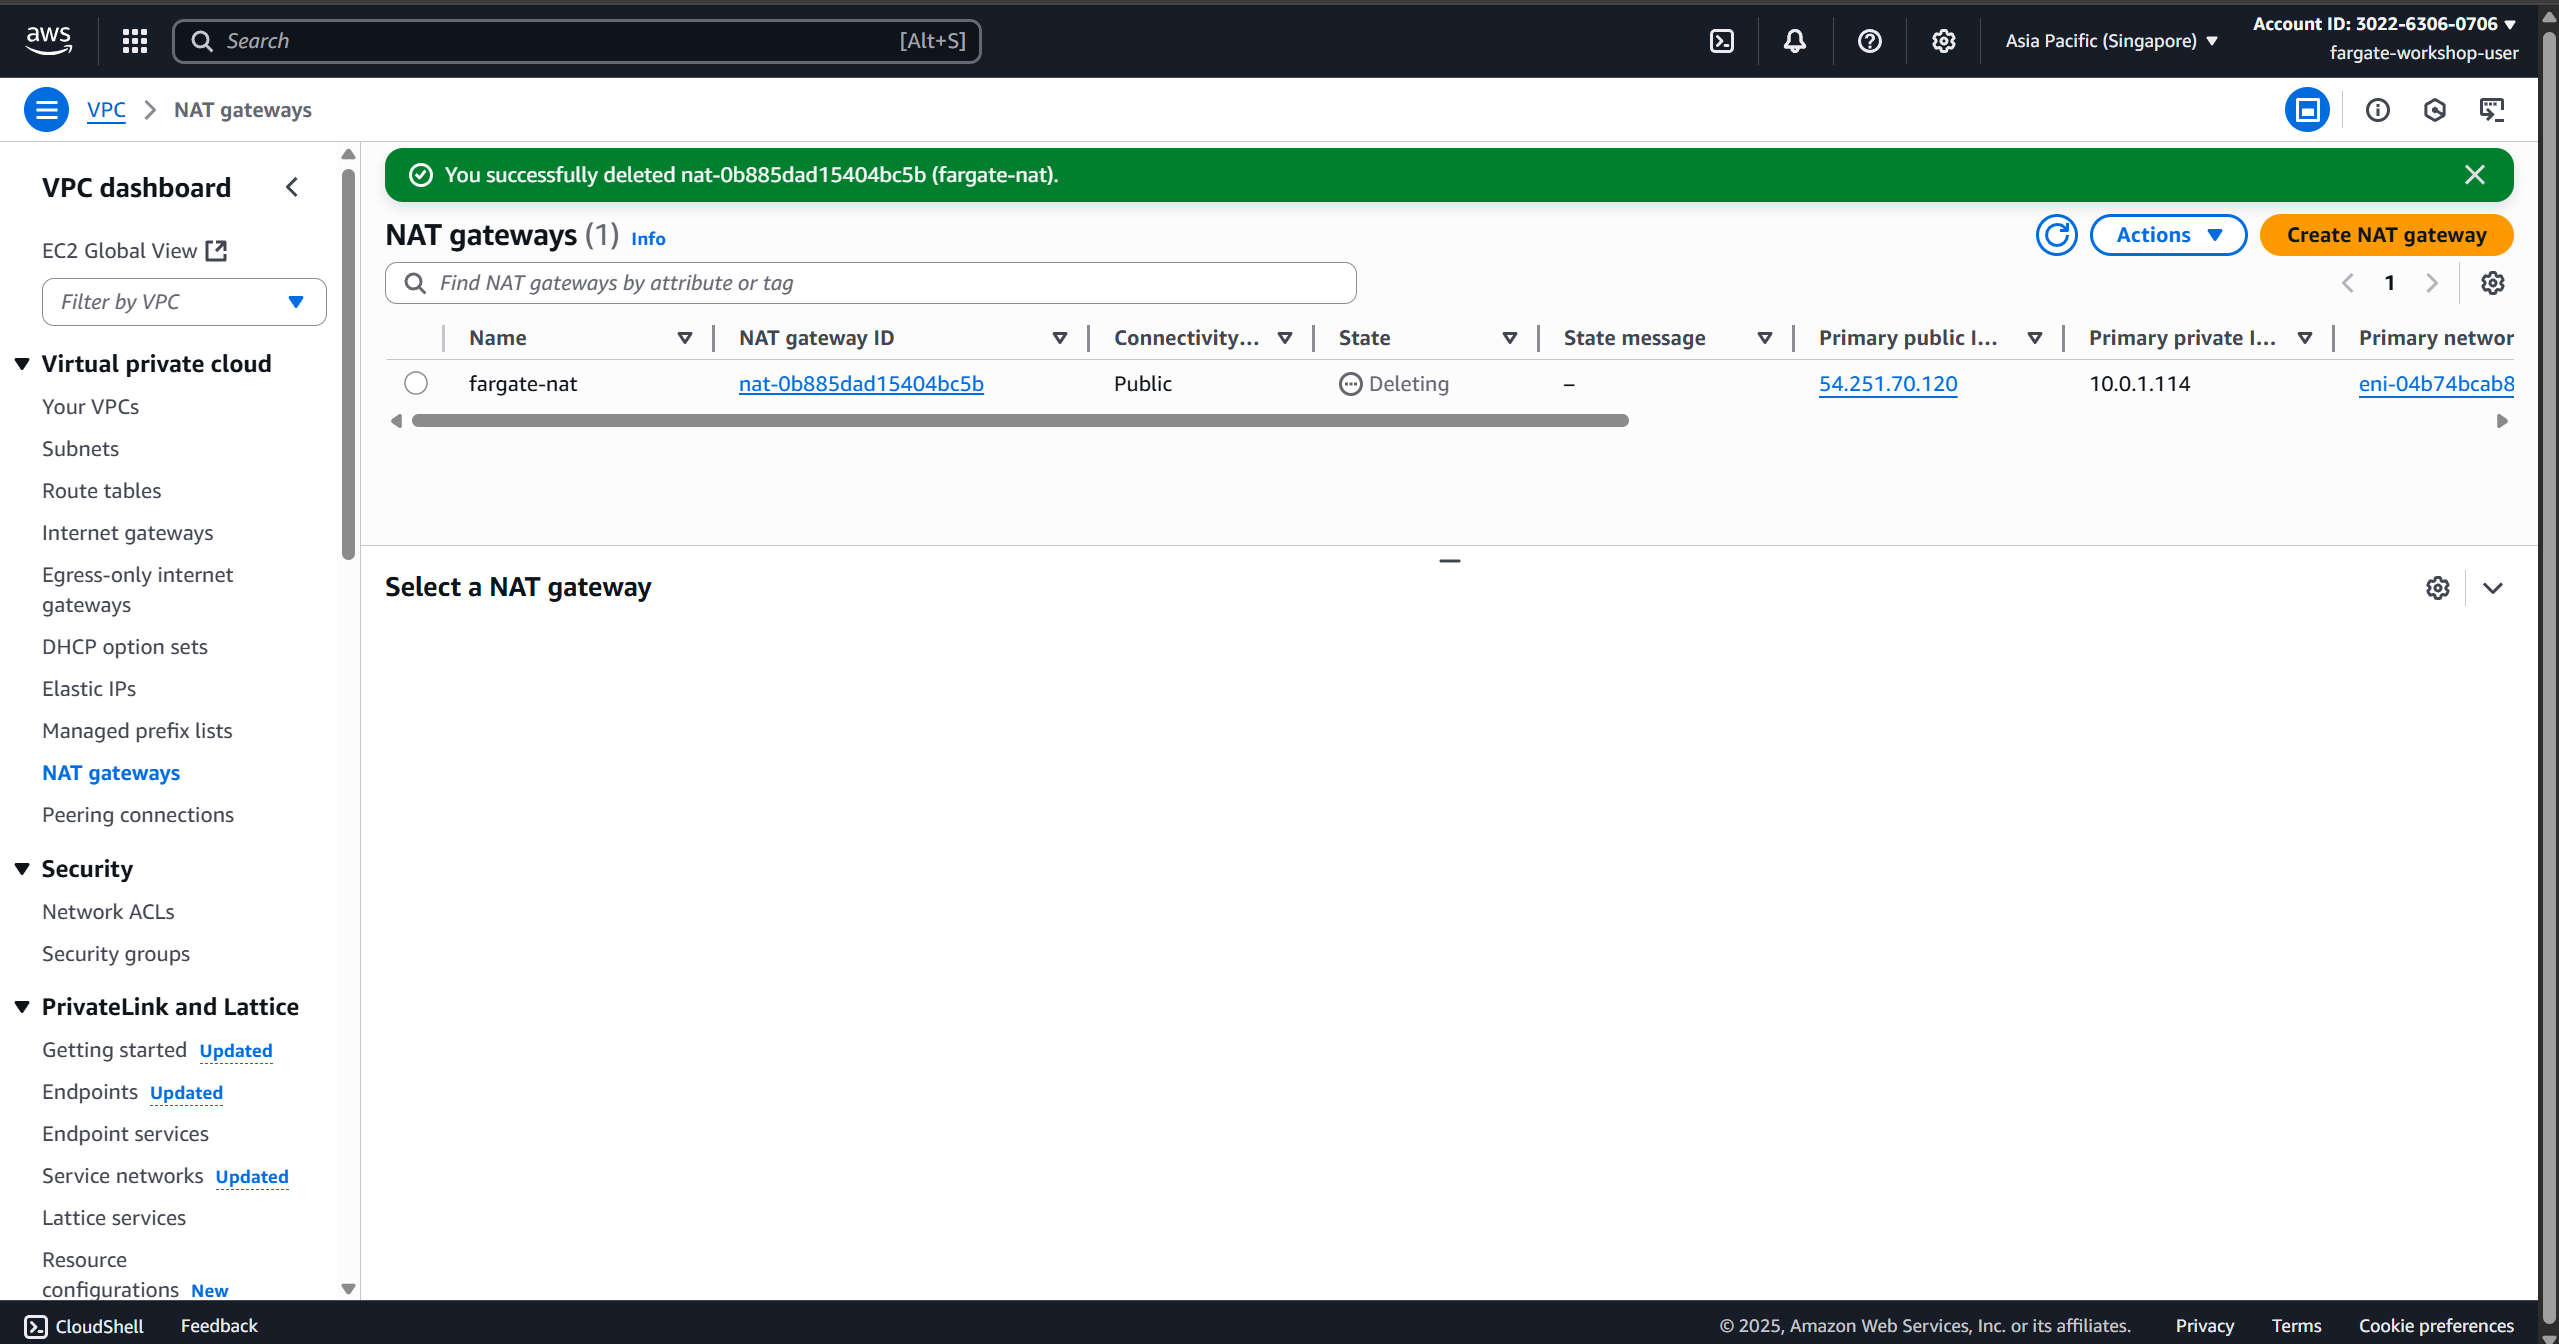 aws
Search [Alt+S]
Asia Pacific (Singapore)
Account ID: 3022-6306-0706
fargate-workshop-user
VPC > NAT gateways
VPC dashboard
EC2 Global View
Filter by VPC
Virtual private cloud
Your VPCs
Subnets
Route tables
Internet gateways
Egress-only internet
gateways
DHCP option sets
Elastic IPs
Managed prefix lists
NAT gateways
Peering connections
Security
Network ACLs
Security groups
PrivateLink and Lattice
Getting started Updated
Endpoints Updated
Endpoint services
Service networks Updated
Lattice services
Resource
configurations New
You successfully deleted nat-0b885dad15404bc5b (fargate-nat).
NAT gateways (1) Info
Actions
Create NAT gateway
Find NAT gateways by attribute or tag
1
Name NAT gateway ID Connectivity... State State message Primary public I... Primary private I... Primary networ
fargate-nat nat-0b885dad15404bc5b Public Deleting – 54.251.70.120 10.0.1.114 eni-04b74bcab8
Select a NAT gateway
CloudShell Feedback © 2025, Amazon Web Services, Inc. or its affiliates. Privacy Terms Cookie preferences